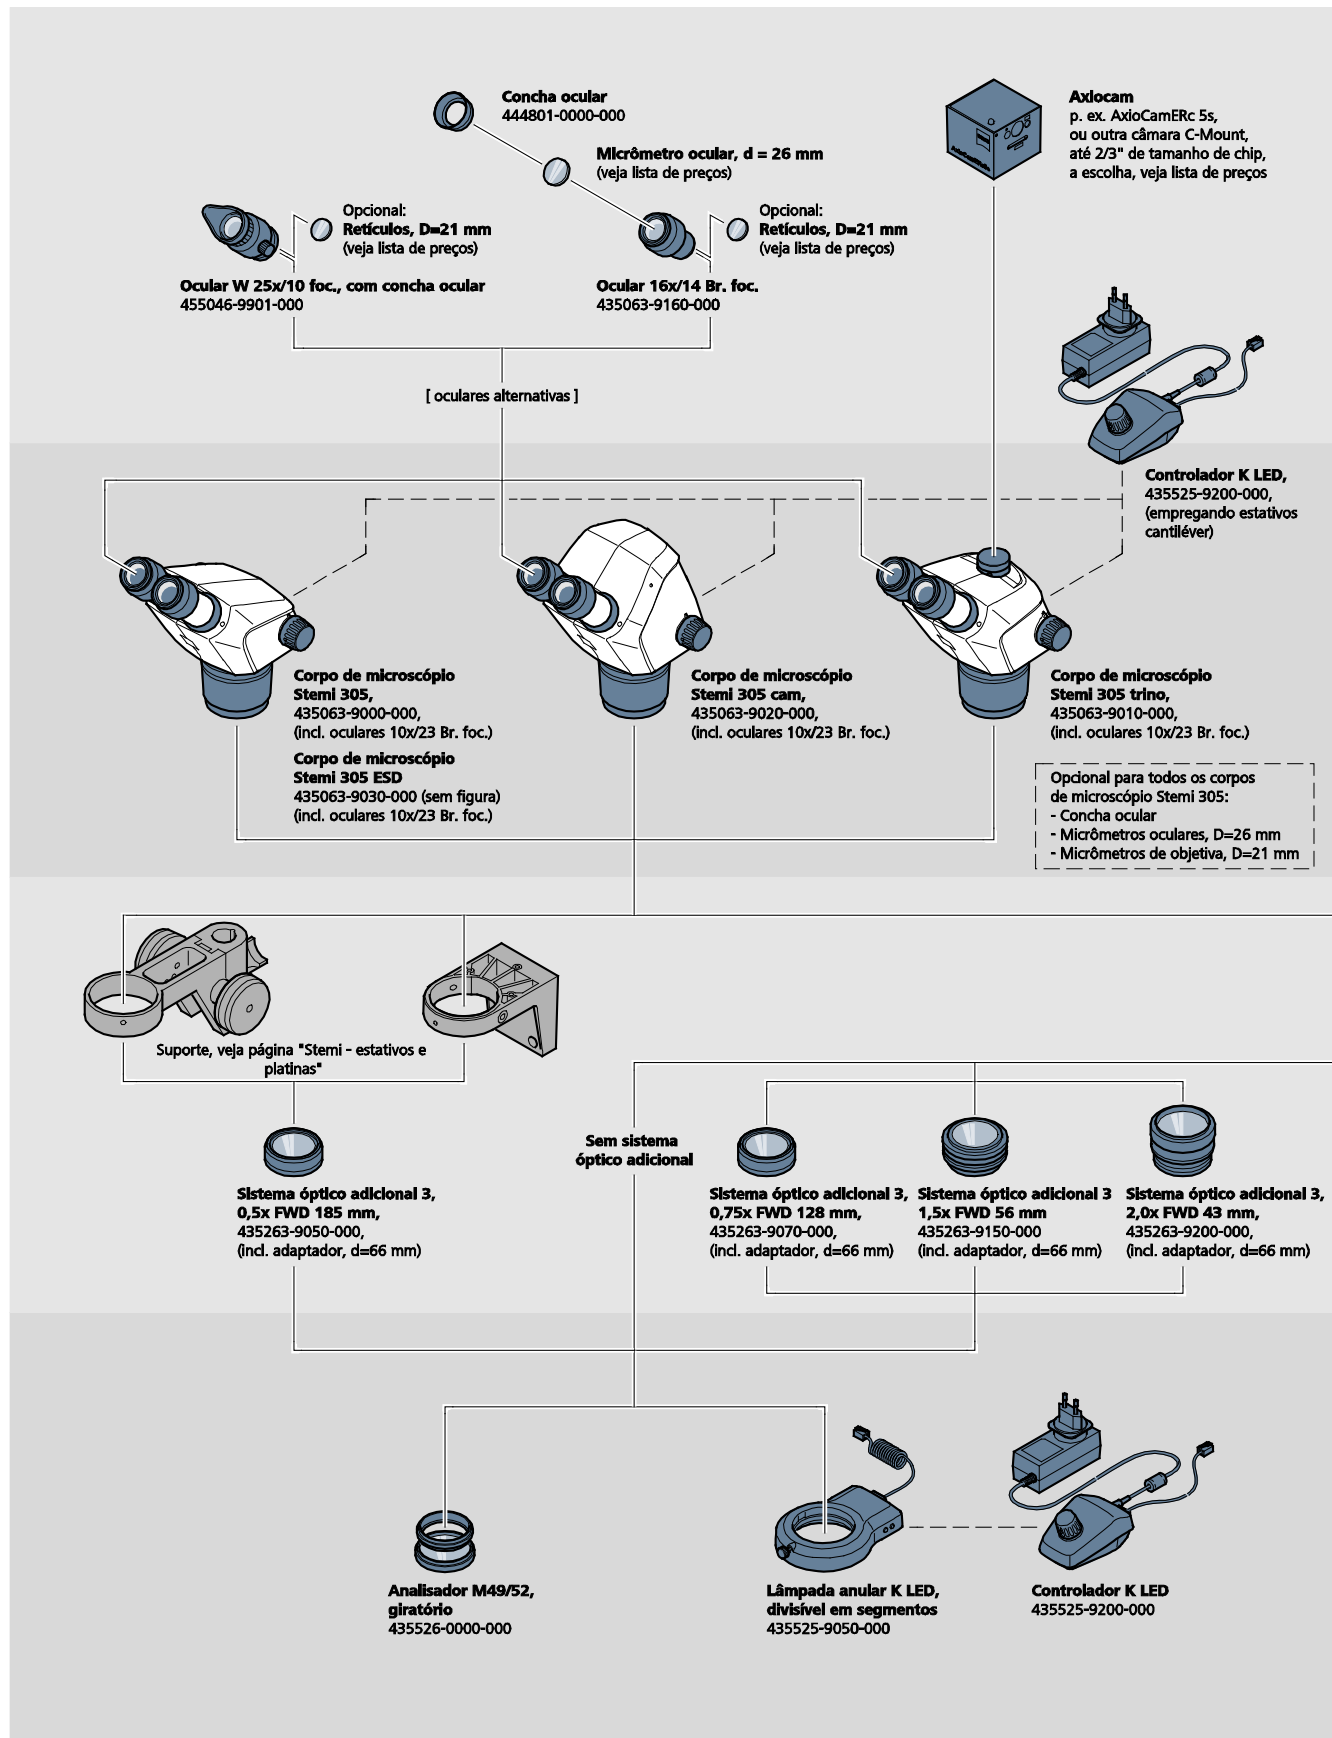 Concha ocular
444801-0000-000
Axiocam
p. ex. AxioCamERc 5s,
ou outra câmara C-Mount,
até 2/3" de tamanho de chip,
a escolha, veja lista de preços
Micrômetro ocular, d = 26 mm
(veja lista de preços)
Opcional:
Retículos, D=21 mm
(veja lista de preços)
Opcional:
Retículos, D=21 mm
(veja lista de preços)
Ocular W 25x/10 foc., com concha ocular
455046-9901-000
Ocular 16x/14 Br. foc.
435063-9160-000
[ oculares alternativas ]
Controlador K LED,
435525-9200-000,
(empregando estativos
cantiléver)
Corpo de microscópio
Stemi 305,
435063-9000-000,
(incl. oculares 10x/23 Br. foc.)
Corpo de microscópio
Stemi 305 ESD
435063-9030-000 (sem figura)
(incl. oculares 10x/23 Br. foc.)
Corpo de microscópio
Stemi 305 cam,
435063-9020-000,
(incl. oculares 10x/23 Br. foc.)
Corpo de microscópio
Stemi 305 trino,
435063-9010-000,
(incl. oculares 10x/23 Br. foc.)
Opcional para todos os corpos
de microscópio Stemi 305:
- Concha ocular
- Micrômetros oculares, D=26 mm
- Micrômetros de objetiva, D=21 mm
Suporte, veja página "Stemi - estativos e
platinas"
Sem sistema
óptico adicional
Sistema óptico adicional 3,
0,5x FWD 185 mm,
435263-9050-000,
(incl. adaptador, d=66 mm)
Sistema óptico adicional 3,
0,75x FWD 128 mm,
435263-9070-000,
(incl. adaptador, d=66 mm)
Sistema óptico adicional 3
1,5x FWD 56 mm
435263-9150-000
(incl. adaptador, d=66 mm)
Sistema óptico adicional 3,
2,0x FWD 43 mm,
435263-9200-000,
(incl. adaptador, d=66 mm)
Analisador M49/52,
giratório
435526-0000-000
Lâmpada anular K LED,
divisível em segmentos
435525-9050-000
Controlador K LED
435525-9200-000